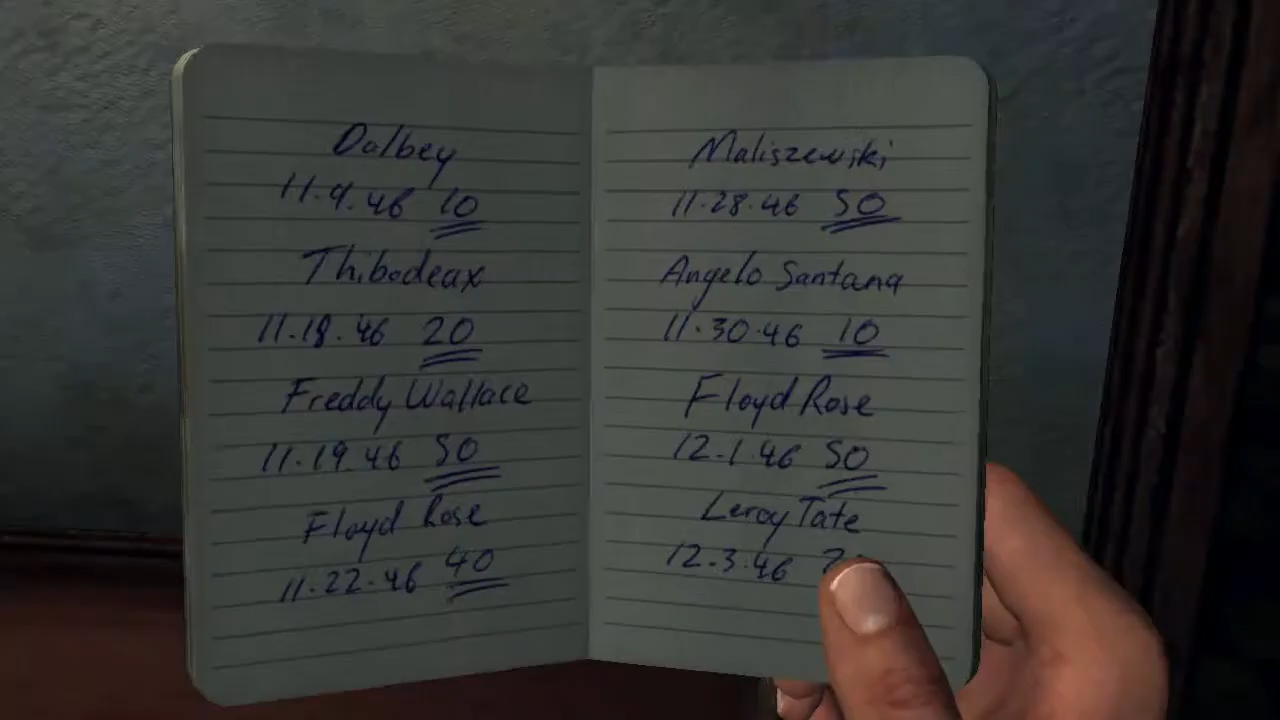 Dalbey
11.9.46 10
Thibodeax
11.18.46 20
Freddy Wallace
11.19.46 50
Floyd Rose
11.22.46 40
Maliszewski
11.28.46 50
Angelo Santana
11.30.46 10
Floyd Rose
12.1.46 50
Leroy Tate
12.3.46